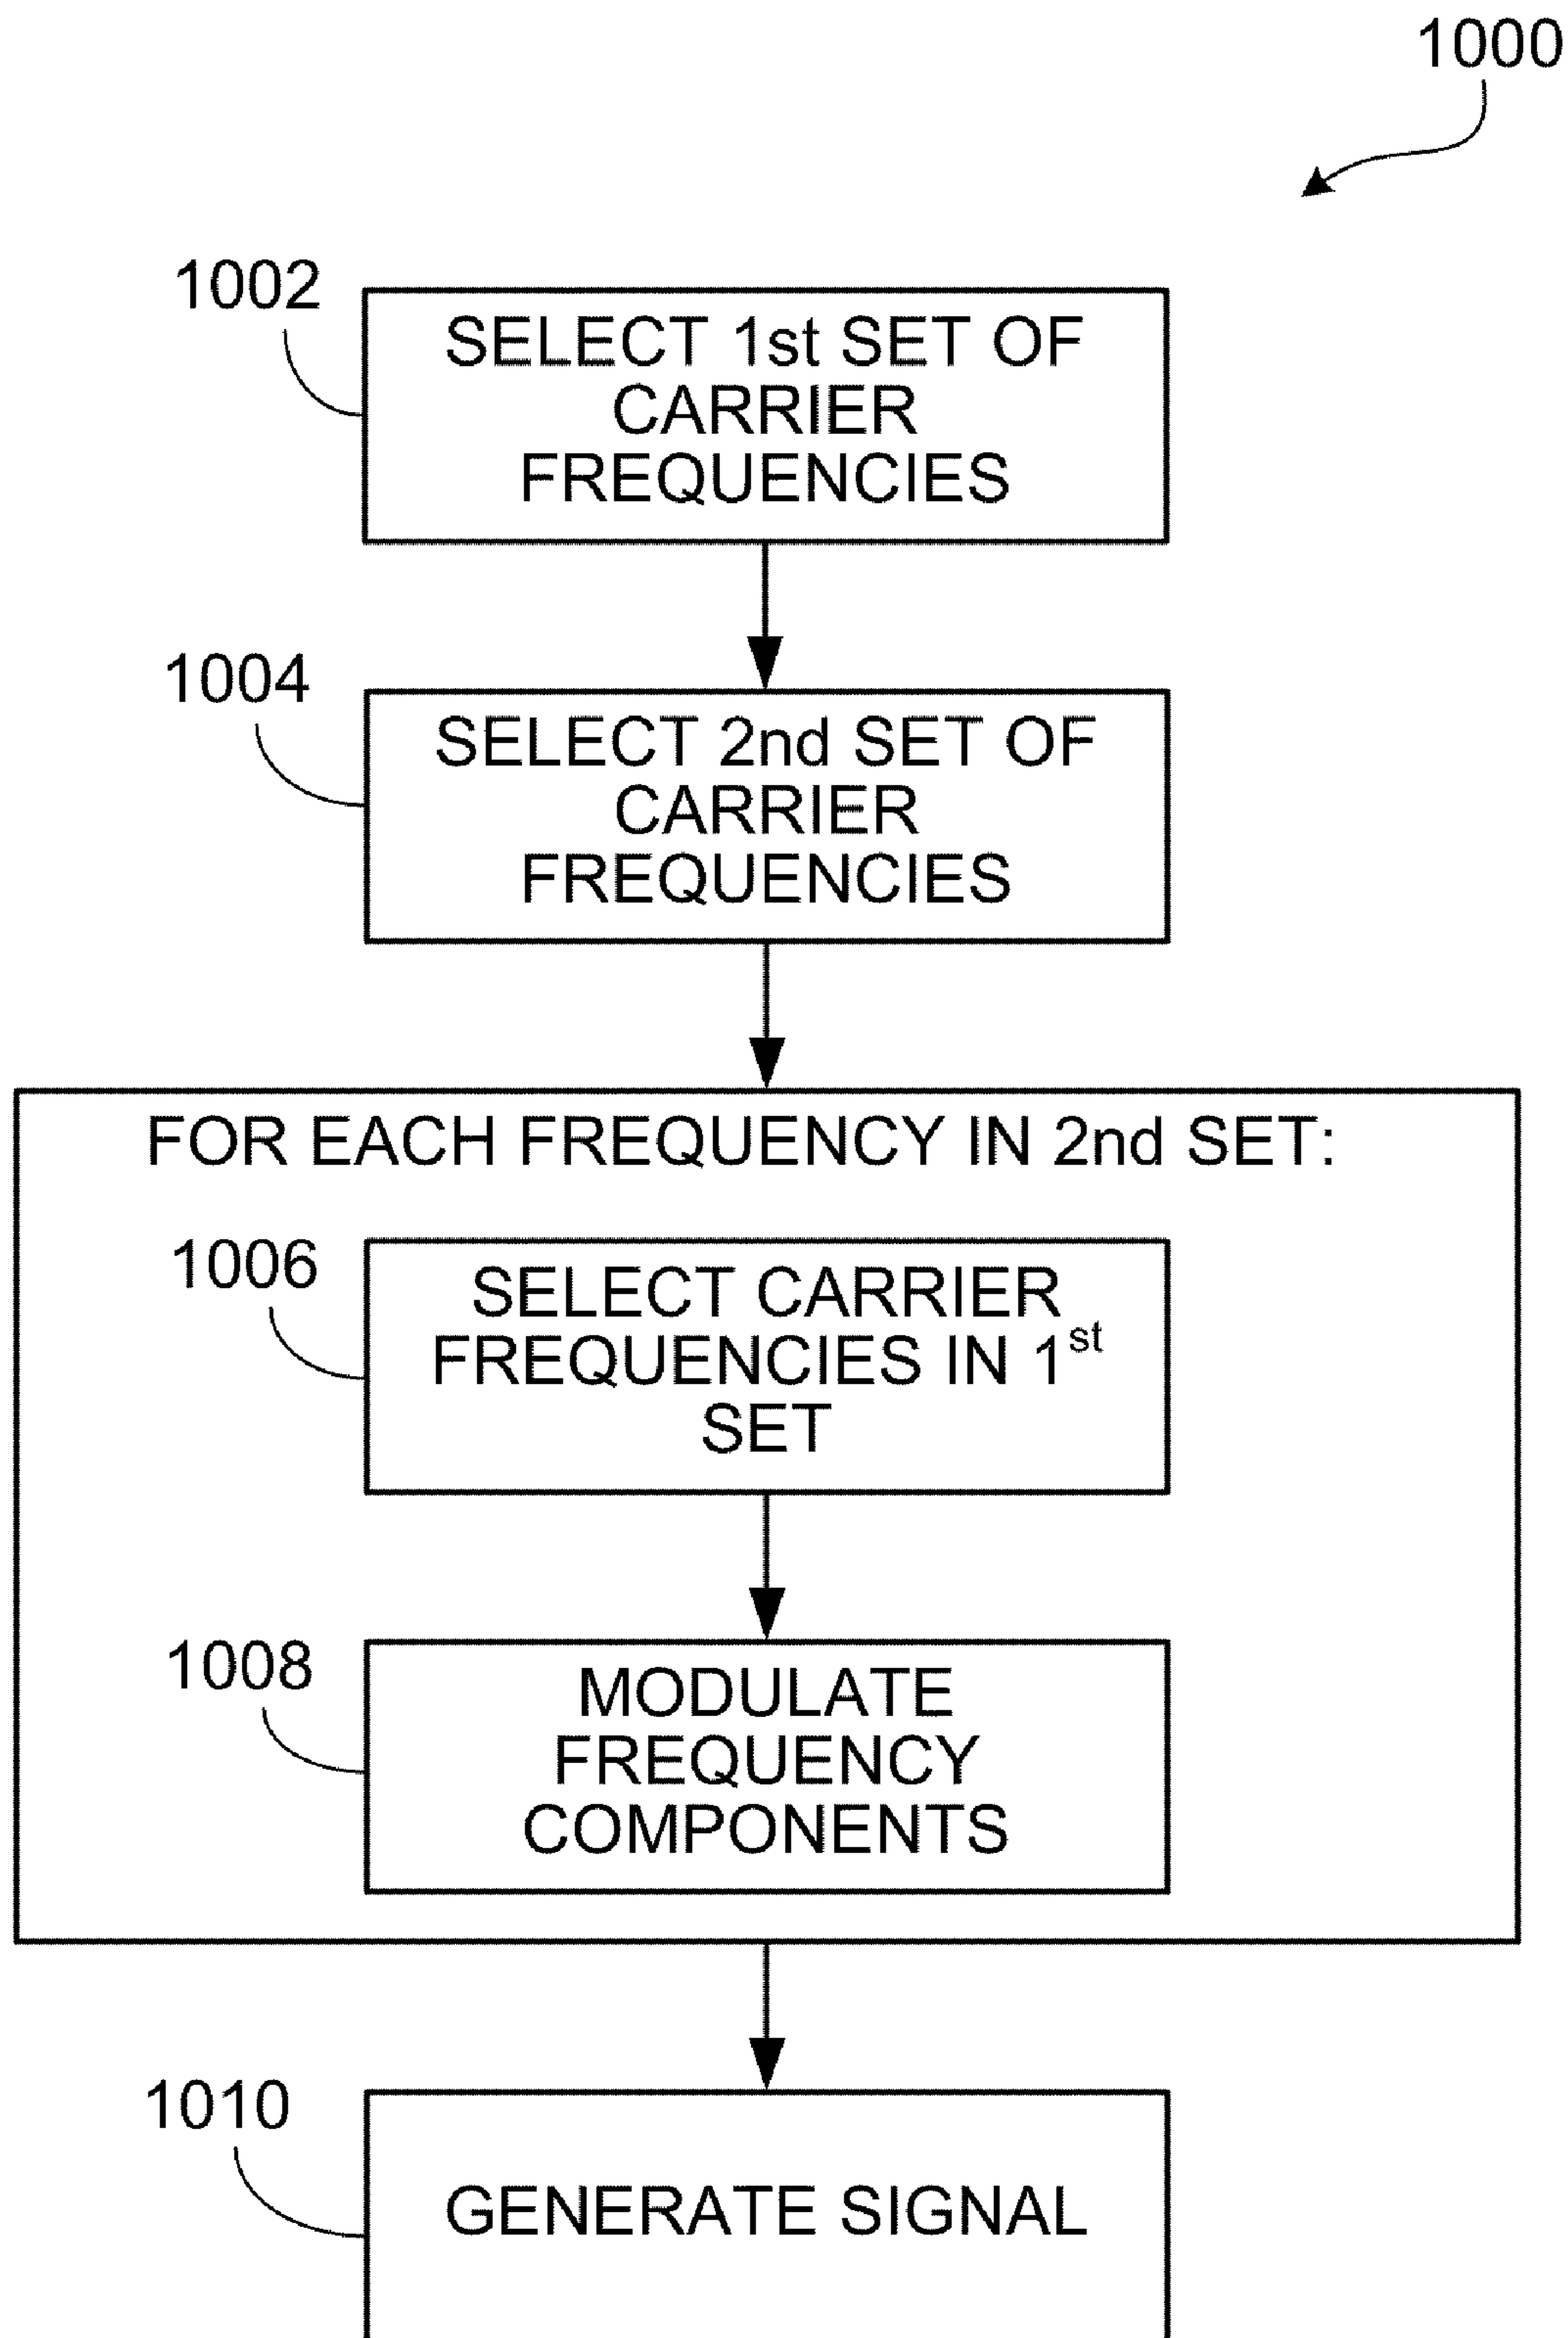 1000
1002
SELECT 1st SET OF
CARRIER
FREQUENCIES
1004
SELECT 2nd SET OF
CARRIER
FREQUENCIES
FOR EACH FREQUENCY IN 2nd SET:
1006
SELECT CARRIER
FREQUENCIES IN 1st
SET
1008
MODULATE
FREQUENCY
COMPONENTS
1010
GENERATE SIGNAL